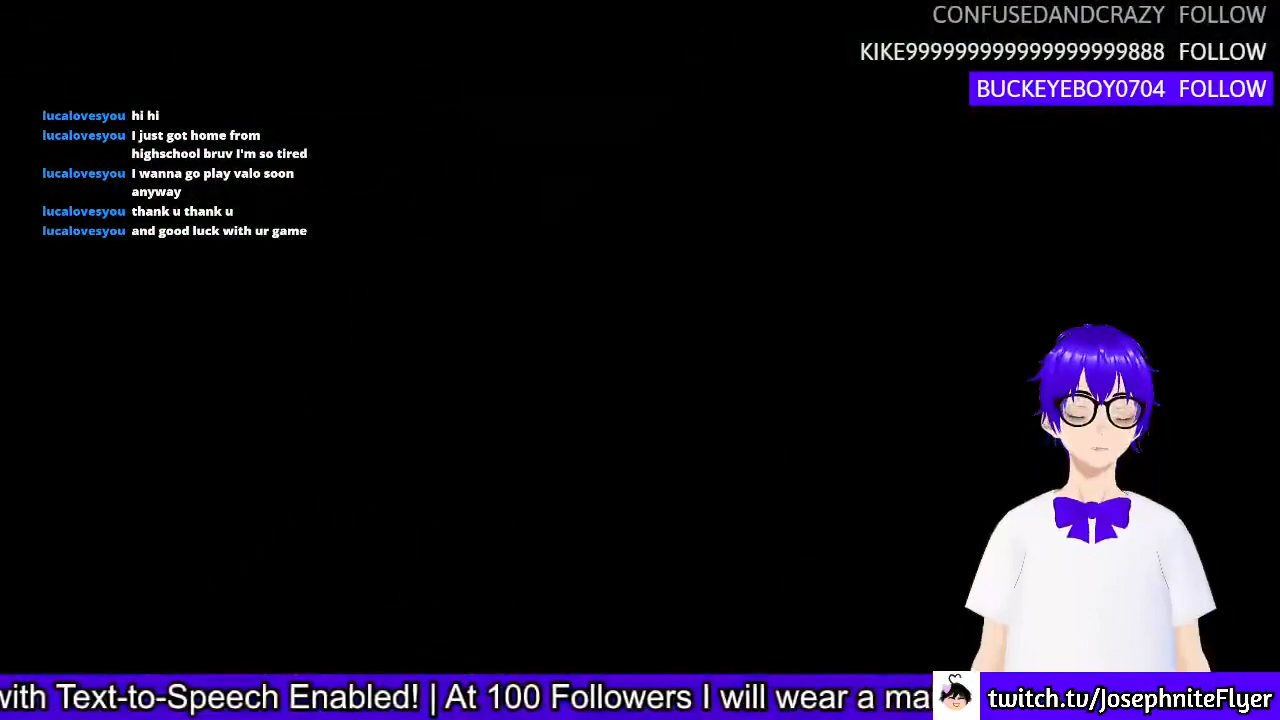 CONFUSEDANDCRAZY FOLLOW
KIKE999999999999999999888 FOLLOW
BUCKEYEBOY0704 FOLLOW
lucalovesyou hi hi
lucalovesyou I just got home from
highschool bruv I'm so tired
lucalovesyou I wanna go play valo soon
anyway
lucalovesyou thank u thank u
lucalovesyou and good luck with ur game
with Text-to-Speech Enabled! | At 100 Followers I will wear a ma
twitch.tv/JosephniteFlyer